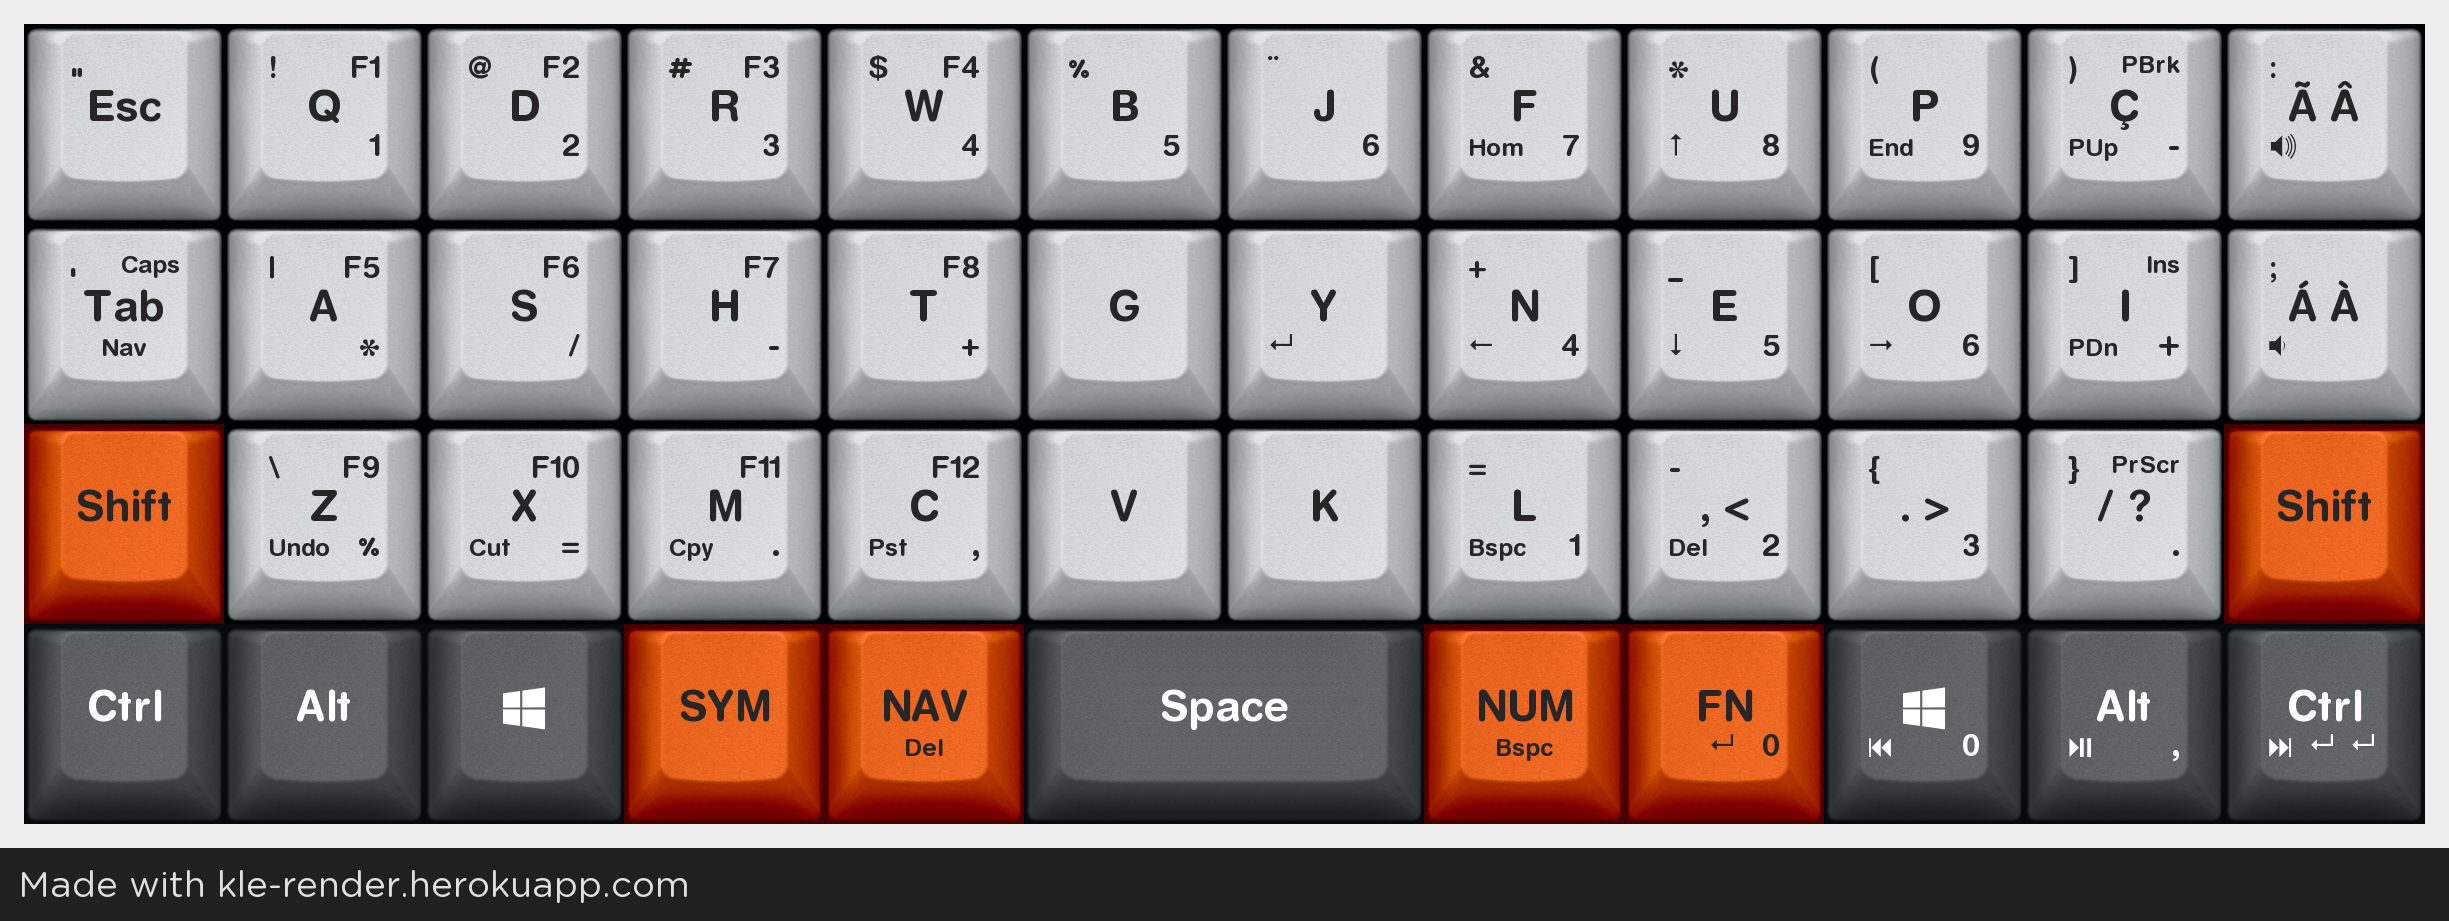 " ! F1 @ F2 # F3 $ F4 % ¨ & * ( ) PBrk :
Esc Q D R W B J F U P Ç Ã Â
1 2 3 4 5 6 Hom 7 ↑ 8 End 9 PUp -
' Caps | F5 F6 F7 F8 + _ [ ] Ins ;
Tab A S H T G Y N E O I Á À
Nav * / - + ↵ ← 4 ↓ 5 → 6 PDn +
\ F9 F10 F11 F12 = - { } PrScr
Shift Z X M C V K L , < . > / ? Shift
Undo % Cut = Cpy . Pst , Bspc 1 Del 2 3 .
Ctrl Alt SYM NAV Space NUM FN Alt Ctrl
Del Bspc ↵ 0 ⏮ 0 ⏯ , ⏭ ↵ ↵
Made with kle-render.herokuapp.com